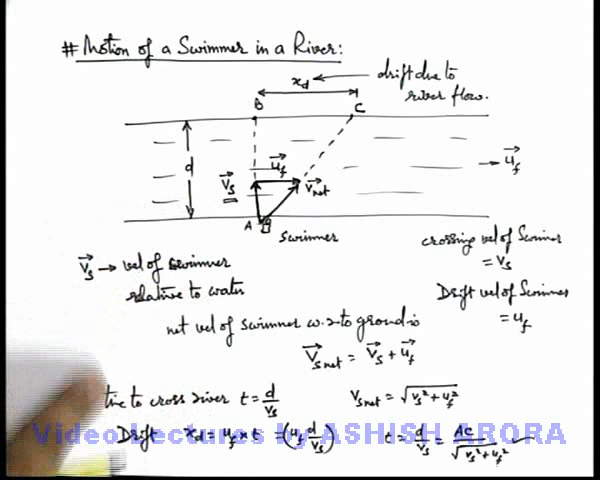 # Motion of a Swimmer in a River:
x_d ← drift due to river flow.
B C
d
→ u_f
v_s v_net
→ u_f
A
swimmer
crossing vel of Swimmer
= v_s
v_s → vel of swimmer
relative to water
Drift vel of Swimmer
= u_f
net vel of swimmer w.r to ground is
v_snet = v_s + u_f
time to cross river t = d/v_s
v_snet = √(v_s² + u_f²)
Drift x_d = u_f × t = (u_f d/v_s)
t = d/v_s = AC/√(v_s² + u_f²)
Video Lectures by ASHISH ARORA